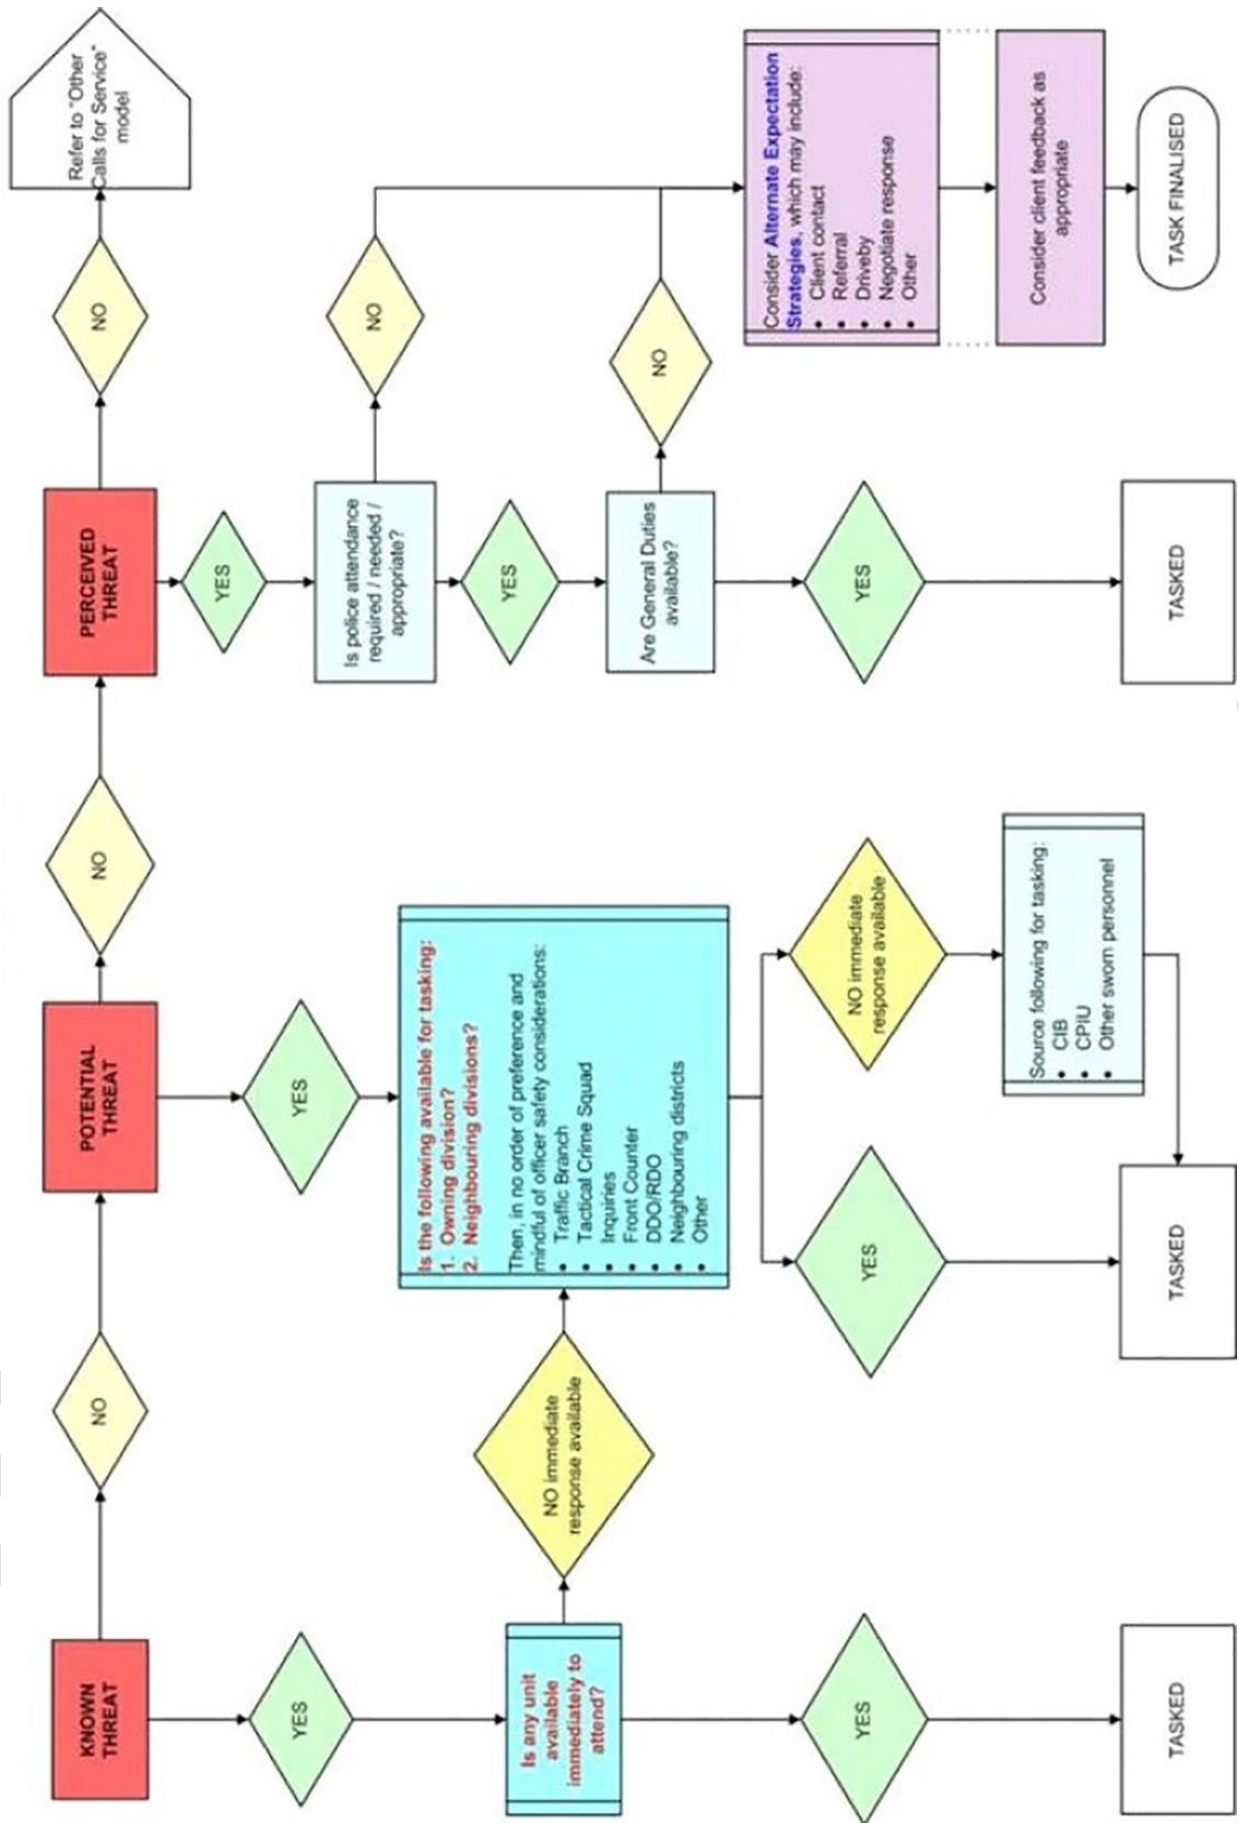 KNOWN
THREAT
NO
POTENTIAL
THREAT
NO
PERCEIVED
THREAT
NO
Refer to "Other
Calls for Service"
model
YES
YES
YES
Is any unit
available
immediately to
attend?
NO immediate
response available
Is the following available for tasking:
1. Owning division?
2. Neighbouring divisions?
Then, in no order of preference and
mindful of officer safety considerations:
• Traffic Branch
• Tactical Crime Squad
• Inquiries
• Front Counter
• DDO/RDO
• Neighbouring districts
• Other
Is police attendance
required / needed /
appropriate?
NO
YES
Are General Duties
available?
NO
Consider Alternate Expectation
Strategies, which may include:
• Client contact
• Referral
• Driveby
• Negotiate response
• Other
YES
YES
NO immediate
response available
YES
Source following for tasking:
• CIB
• CPIU
• Other sworn personnel
Consider client feedback as
appropriate
TASKED
TASKED
TASKED
TASK FINALISED